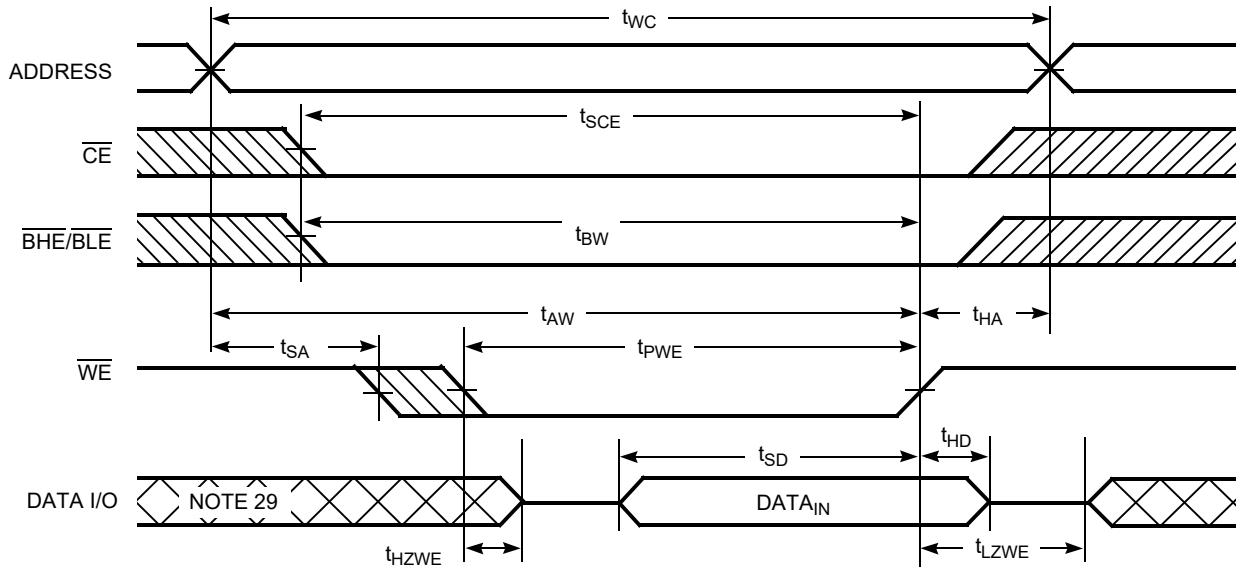 tWC
ADDRESS
tSCE
CE
tBW
BHE/BLE
tAW
tHA
tSA
tPWE
WE
tSD
tHD
DATA I/O
NOTE 29
DATAIN
tHZWE
tLZWE